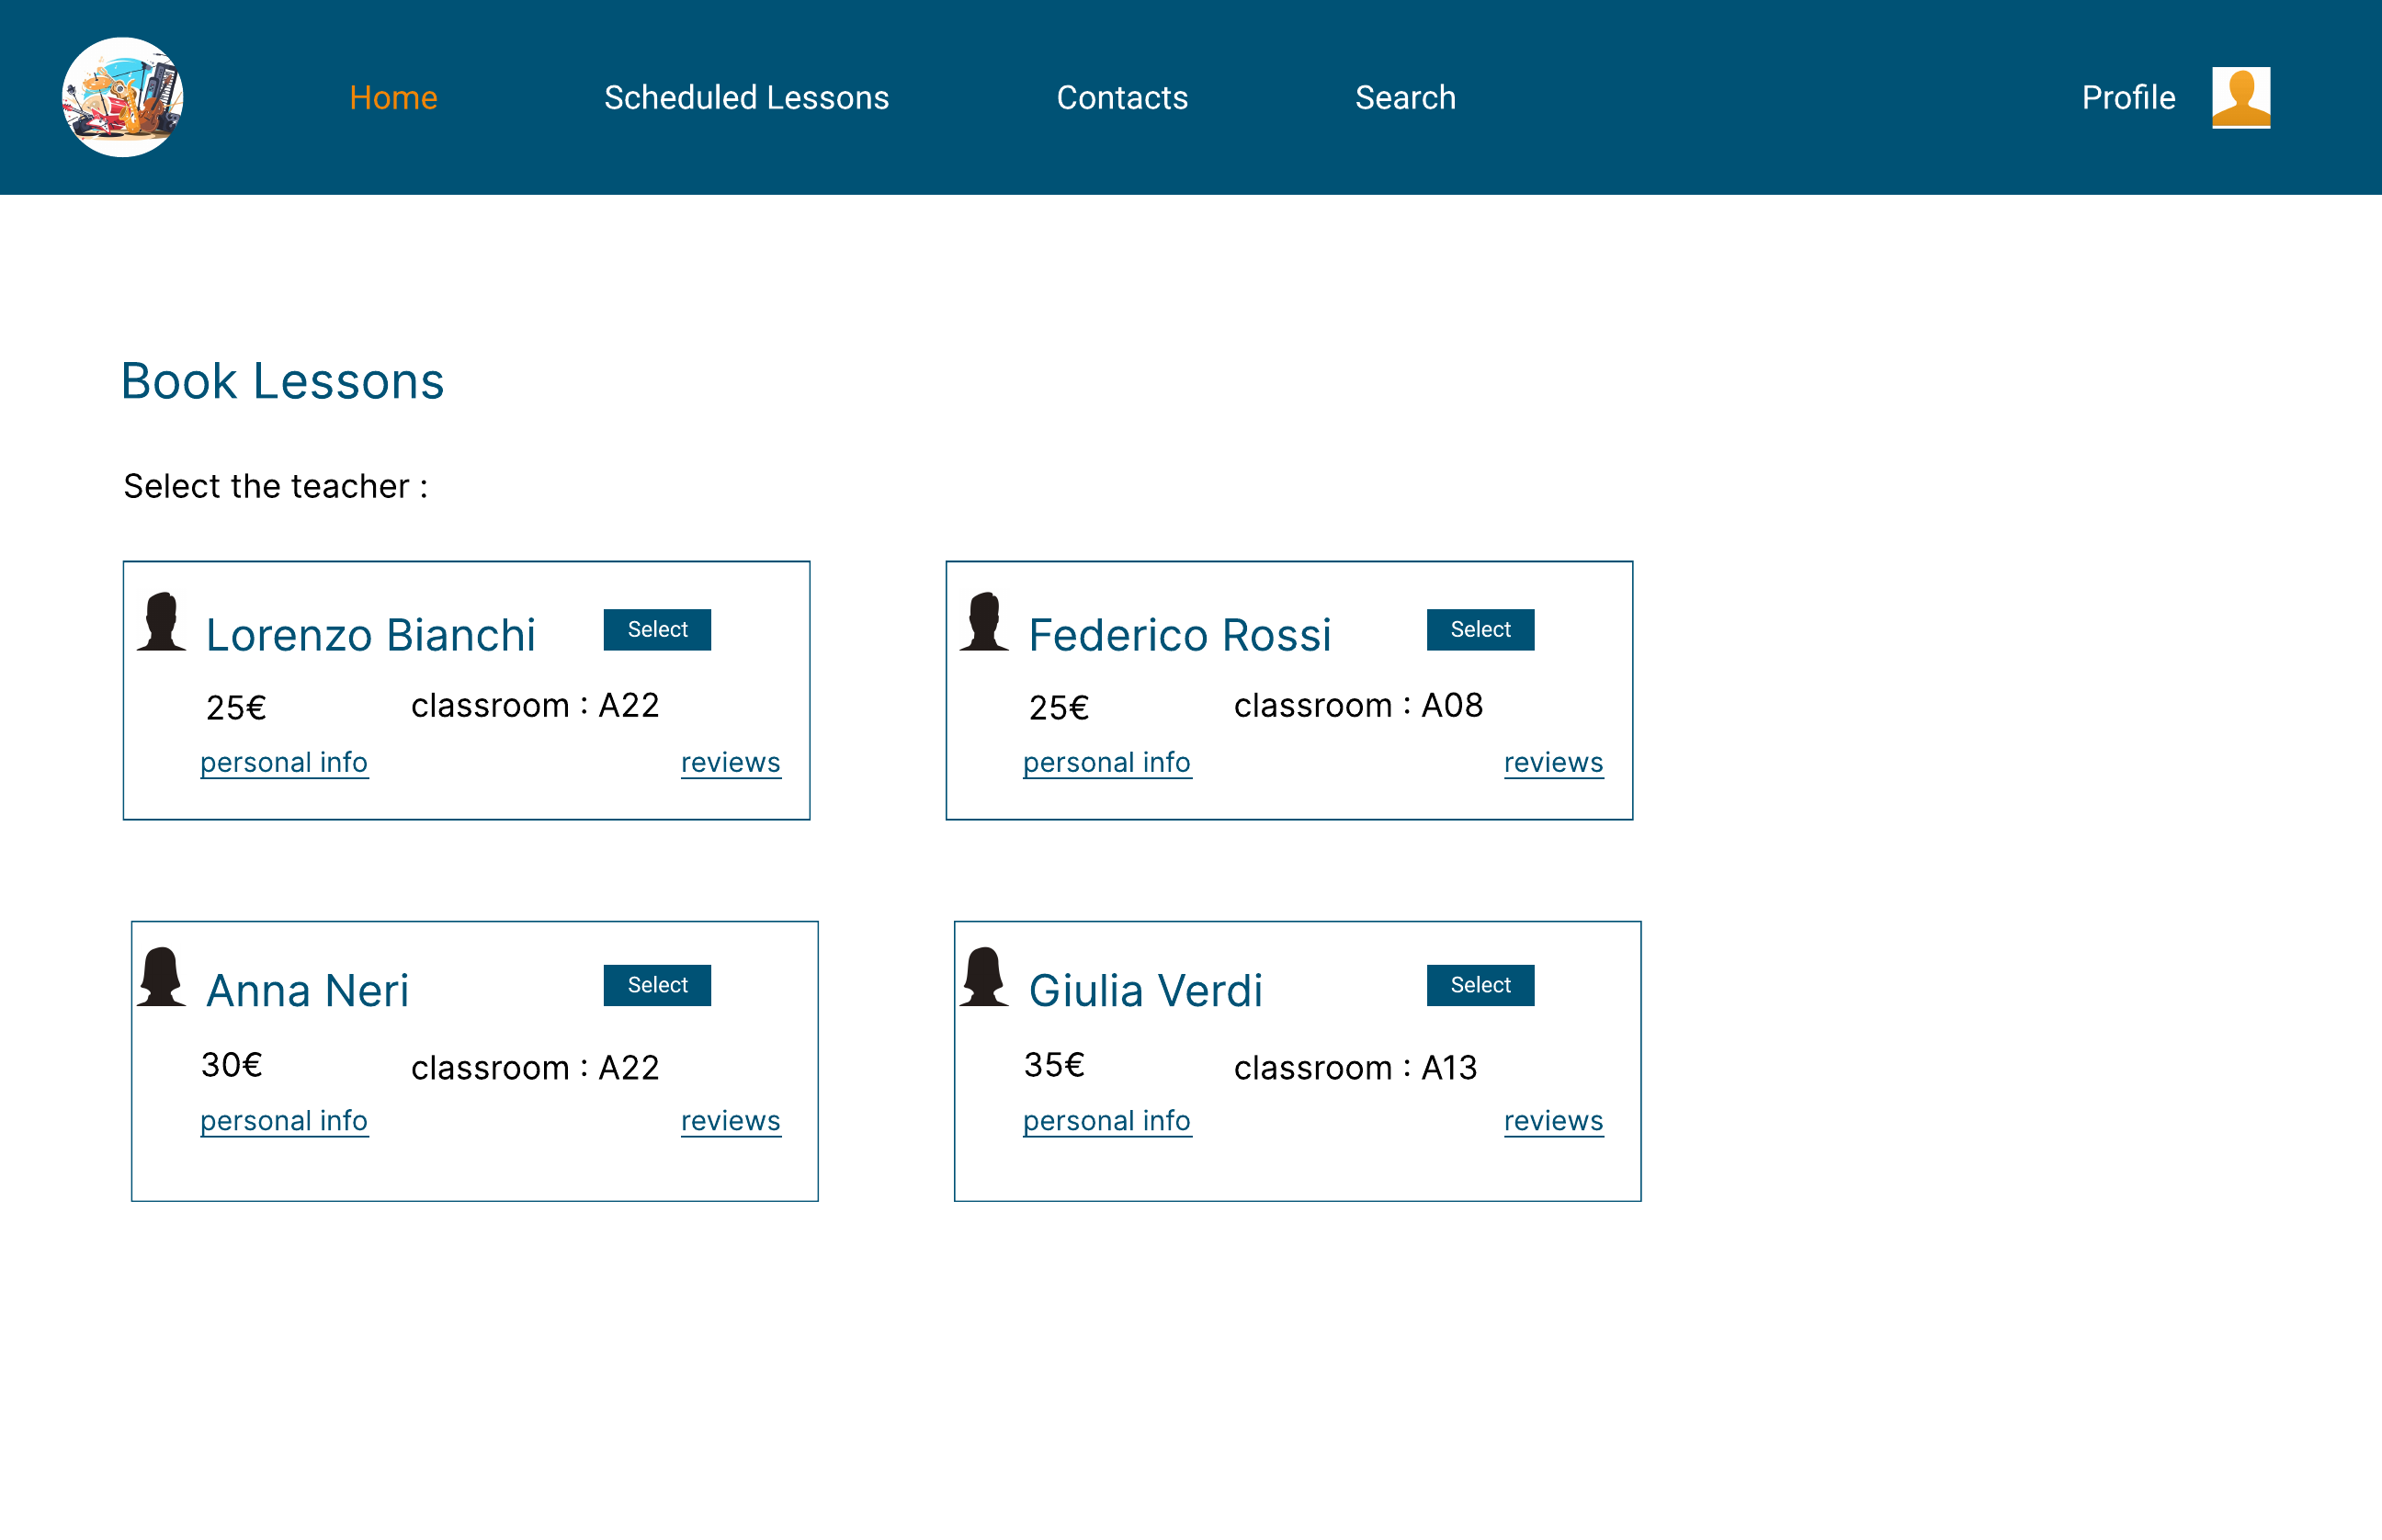 Home Scheduled Lessons Contacts Search Profile
Book Lessons
Select the teacher :
Lorenzo Bianchi Select
25€ classroom : A22
personal info reviews
Federico Rossi Select
25€ classroom : A08
personal info reviews
Anna Neri Select
30€ classroom : A22
personal info reviews
Giulia Verdi Select
35€ classroom : A13
personal info reviews